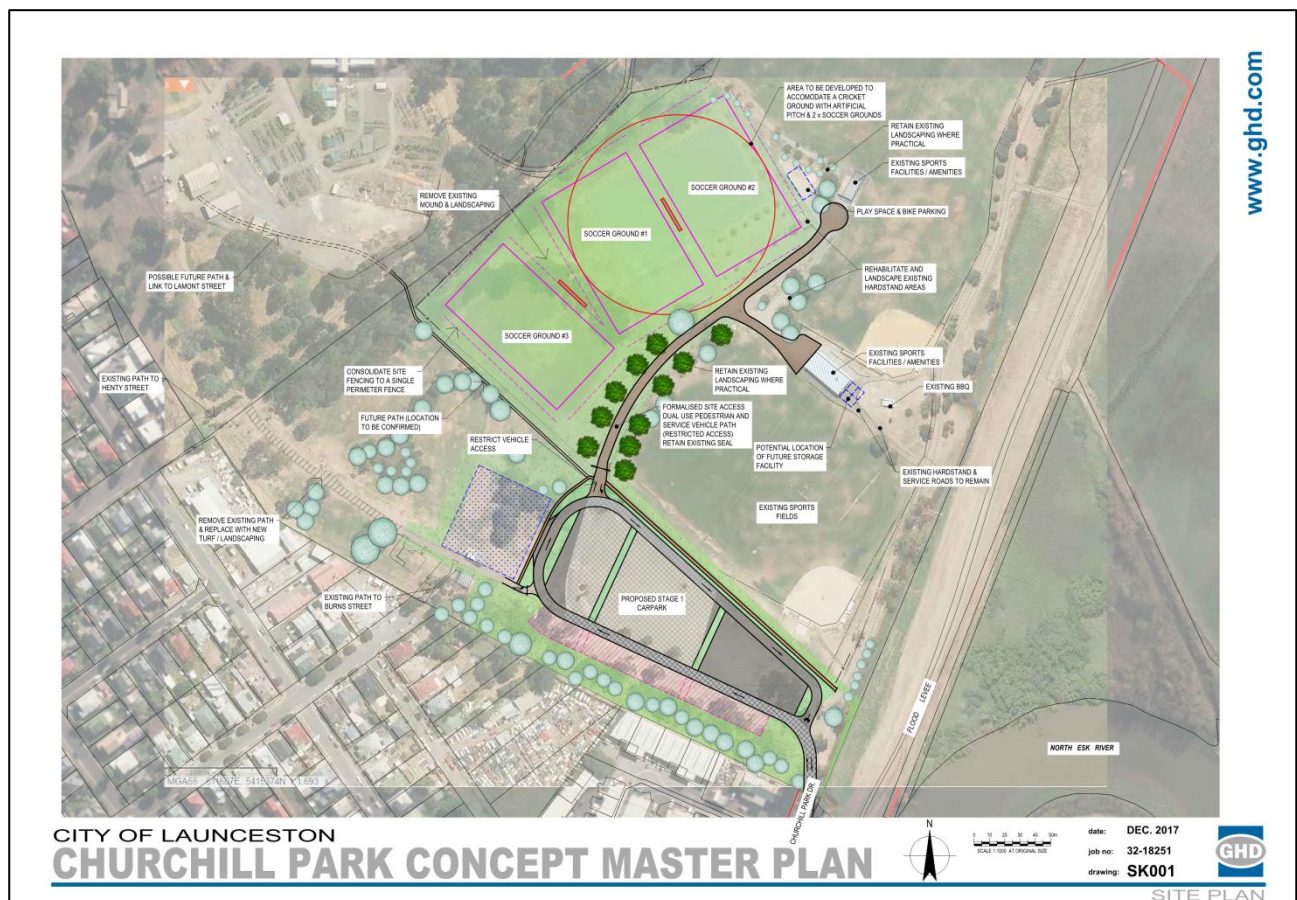 www.ghd.com
AREA TO BE DEVELOPED TO
ACCOMODATE A CRICKET
GROUND WITH ARTIFICIAL
PITCH & 2 x SOCCER GROUNDS
RETAIN EXISTING
LANDSCAPING WHERE
PRACTICAL
EXISTING SPORTS
FACILITIES / AMENITIES
SOCCER GROUND #2
REMOVE EXISTING
MOUND & LANDSCAPING
PLAY SPACE & BIKE PARKING
SOCCER GROUND #1
POSSIBLE FUTURE PATH &
LINK TO LAMONT STREET
REHABILITATE AND
LANDSCAPE EXISTING
HARDSTAND AREAS
SOCCER GROUND #3
EXISTING SPORTS
FACILITIES / AMENITIES
CONSOLIDATE SITE
FENCING TO A SINGLE
PERIMETER FENCE
RETAIN EXISTING
LANDSCAPING WHERE
PRACTICAL
EXISTING PATH TO
HENTY STREET
EXISTING BBQ
FORMALISED SITE ACCESS
DUAL USE PEDESTRIAN AND
SERVICE VEHICLE PATH
(RESTRICTED ACCESS)
RETAIN EXISTING SEAL
FUTURE PATH (LOCATION
TO BE CONFIRMED)
RESTRICT VEHICLE
ACCESS
POTENTIAL LOCATION
OF FUTURE STORAGE
FACILITY
EXISTING HARDSTAND &
SERVICE ROADS TO REMAIN
EXISTING SPORTS
FIELDS
REMOVE EXISTING PATH
& REPLACE WITH NEW
TURF / LANDSCAPING
EXISTING PATH TO
BURNS STREET
PROPOSED STAGE 1
CARPARK
FLOOD LEVEE
NORTH ESK RIVER
CHURCHILL PARK DR.
CITY OF LAUNCESTON
CHURCHILL PARK CONCEPT MASTER PLAN
N
0 10 20 30 40 50m
date: DEC. 2017
job no: 32-18251
drawing: SK001
GHD
SITE PLAN